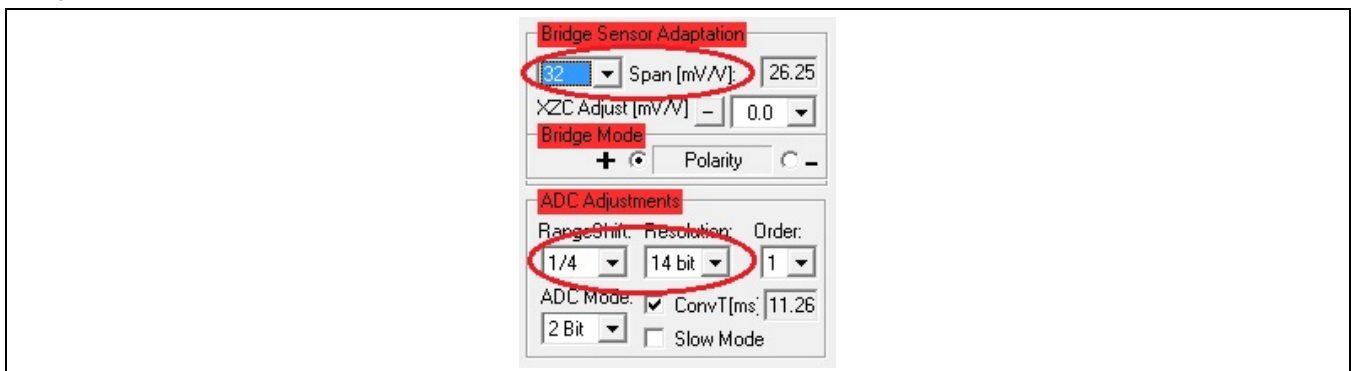 Bridge Sensor Adaptation
32 Span [mV/V]: 26.25
XZC Adjust [mV/V] – 0.0
Bridge Mode
+ Polarity –
ADC Adjustments
RangeShift: Resolution: Order:
1/4 14 bit 1
ADC Mode: ConvT[ms] 11.26
2 Bit Slow Mode